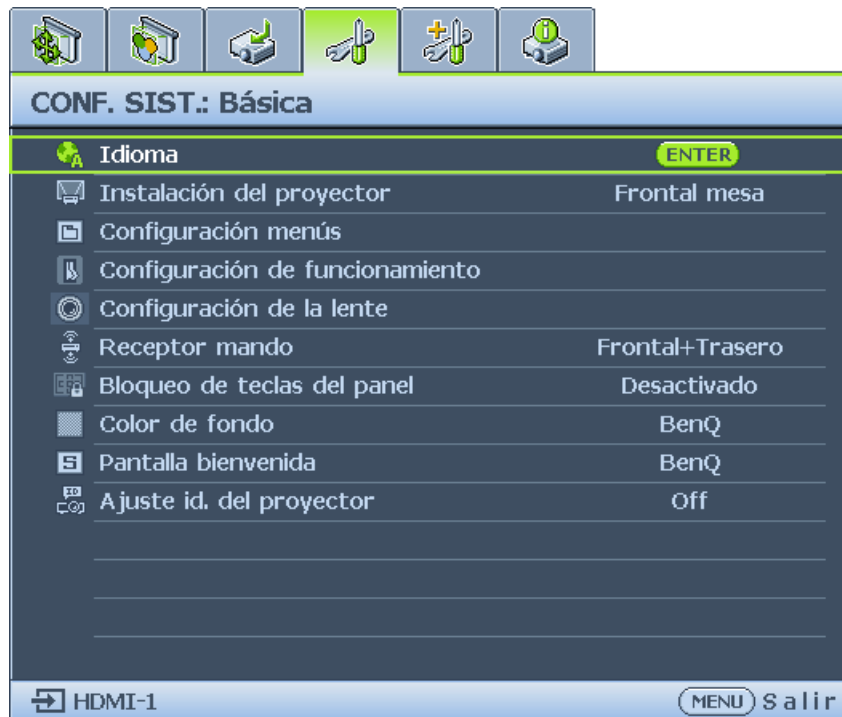 CONF. SIST.: Básica
Idioma ENTER
Instalación del proyector Frontal mesa
Configuración menús
Configuración de funcionamiento
Configuración de la lente
Receptor mando Frontal+Trasero
Bloqueo de teclas del panel Desactivado
Color de fondo BenQ
Pantalla bienvenida BenQ
Ajuste id. del proyector Off
HDMI-1 MENU Salir